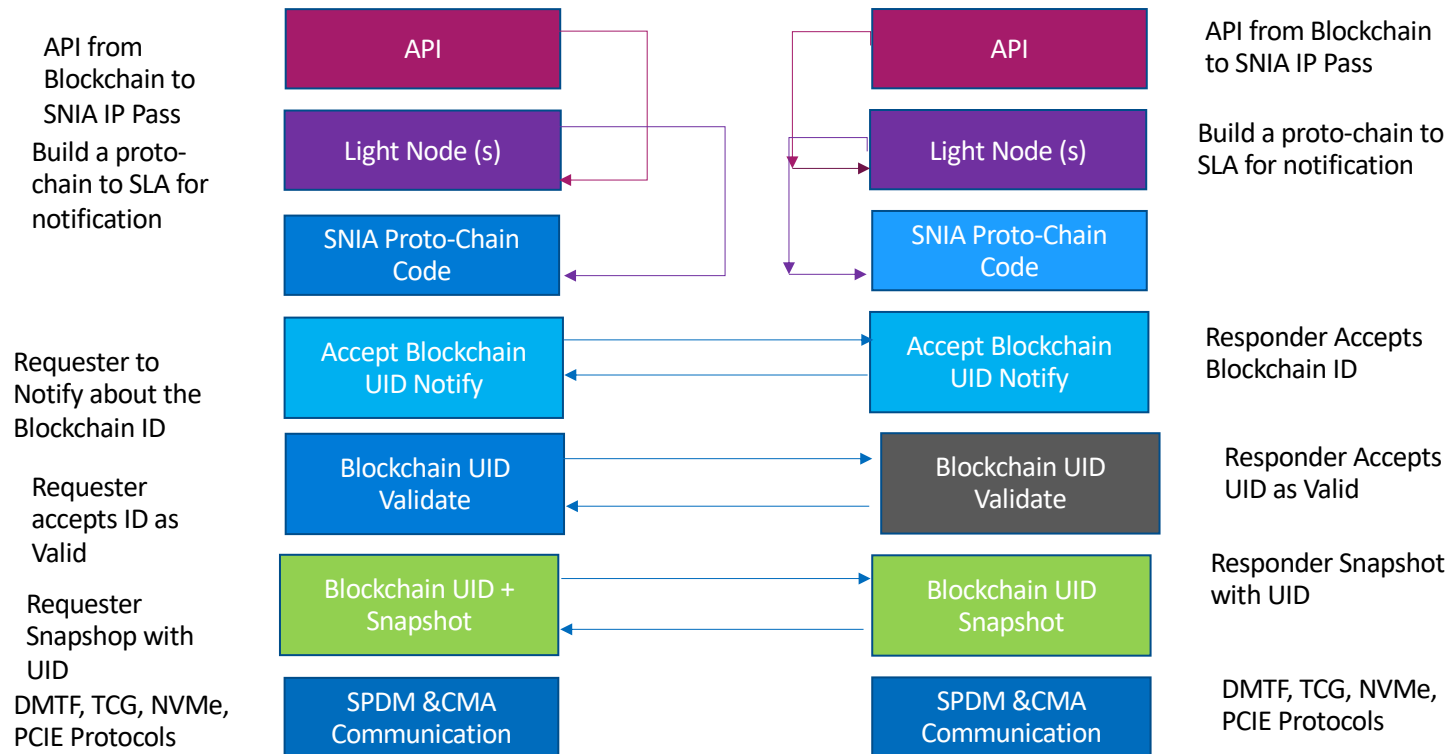 API from
Blockchain to
SNIA IP Pass
API
API
API from Blockchain
to SNIA IP Pass
Build a proto-
chain to SLA for
notification
Light Node (s)
Light Node (s)
Build a proto-chain to
SLA for notification
SNIA Proto-Chain
Code
SNIA Proto-Chain
Code
Requester to
Notify about the
Blockchain ID
Accept Blockchain
UID Notify
Accept Blockchain
UID Notify
Responder Accepts
Blockchain ID
Requester
accepts ID as
Valid
Blockchain UID
Validate
Blockchain UID
Validate
Responder Accepts
UID as Valid
Requester
Snapshop with
UID
Blockchain UID +
Snapshot
Blockchain UID
Snapshot
Responder Snapshot
with UID
DMTF, TCG, NVMe,
PCIE Protocols
SPDM &CMA
Communication
SPDM &CMA
Communication
DMTF, TCG, NVMe,
PCIE Protocols